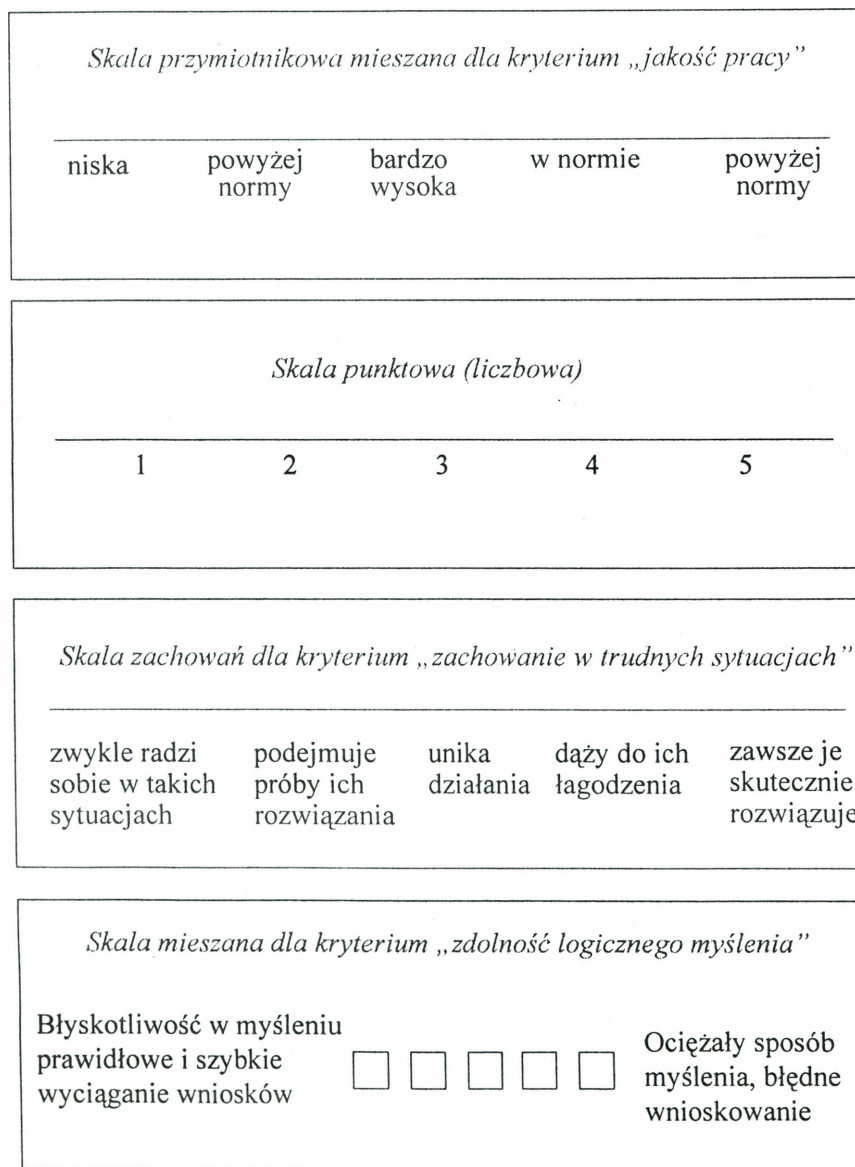 Skala przymiotnikowa mieszana dla kryterium „jakość pracy”
niska powyżej bardzo w normie powyżej
normy wysoka normy
Skala punktowa (liczbowa)
1 2 3 4 5
Skala zachowań dla kryterium „zachowanie w trudnych sytuacjach”
zwykle radzi podejmuje unika dąży do ich zawsze je
sobie w takich próby ich działania łagodzenia skutecznie
sytuacjach rozwiązania rozwiązuje
Skala mieszana dla kryterium „zdolność logicznego myślenia”
Błyskotliwość w myśleniu
prawidłowe i szybkie
wyciąganie wniosków
Ociężały sposób
myślenia, błędne
wnioskowanie